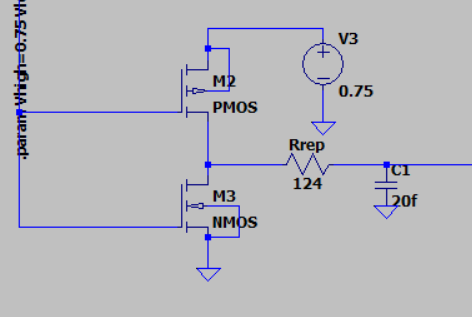 .param Vhigh=0.75
V3
M2
0.75
PMOS
Rrep
C1
124
M3
20f
NMOS